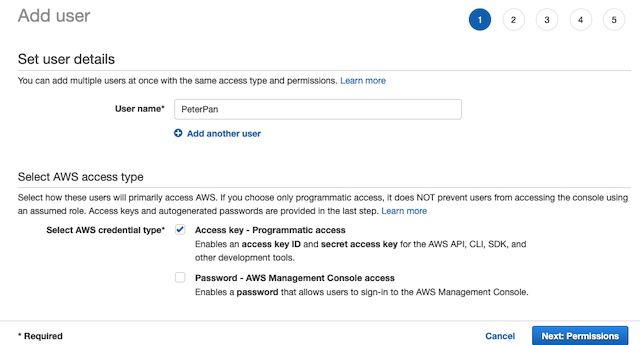 Add user
1 2 3 4 5
Set user details
You can add multiple users at once with the same access type and permissions. Learn more
User name* PeterPan
Add another user
Select AWS access type
Select how these users will primarily access AWS. If you choose only programmatic access, it does NOT prevent users from accessing the console using
an assumed role. Access keys and autogenerated passwords are provided in the last step. Learn more
Select AWS credential type* Access key - Programmatic access
Enables an access key ID and secret access key for the AWS API, CLI, SDK, and
other development tools.
Password - AWS Management Console access
Enables a password that allows users to sign-in to the AWS Management Console.
* Required Cancel Next: Permissions